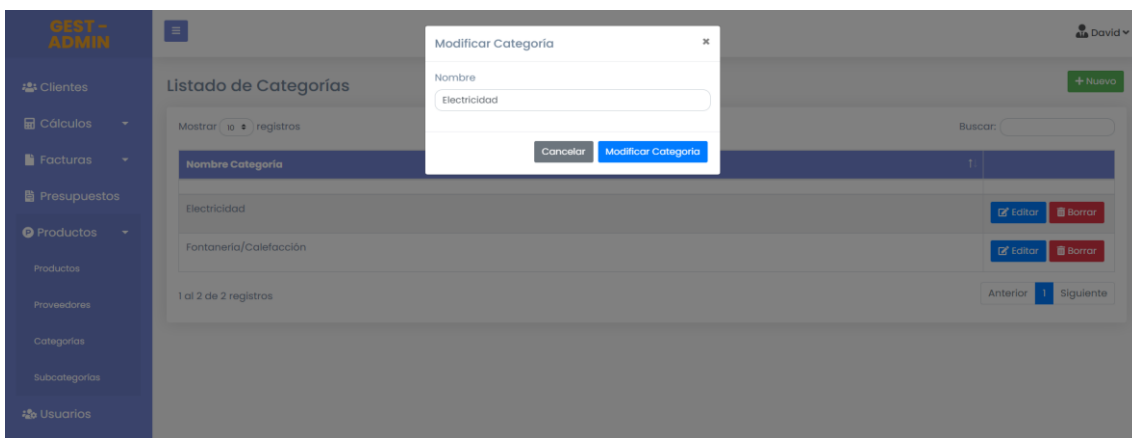 GEST -
ADMIN
Clientes
Cálculos
Facturas
Presupuestos
Productos
Productos
Proveedores
Categorías
Subcategorías
Usuarios
David
Listado de Categorías
+ Nuevo
Mostrar 10 registros
Buscar:
Nombre Categoría
Electricidad
Editar Borrar
Fontanería/Calefacción
Editar Borrar
1 al 2 de 2 registros
Anterior 1 Siguiente
Modificar Categoría ×
Nombre
Electricidad
Cancelar Modificar Categoría